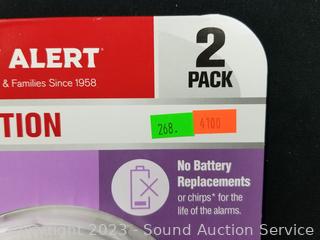 ALERT®
2
PACK
& Families Since 1958
TION
268. 4100
No Battery
Replacements
or chirps* for the
life of the alarms.
Copyright 2023 - Sound Auction Service